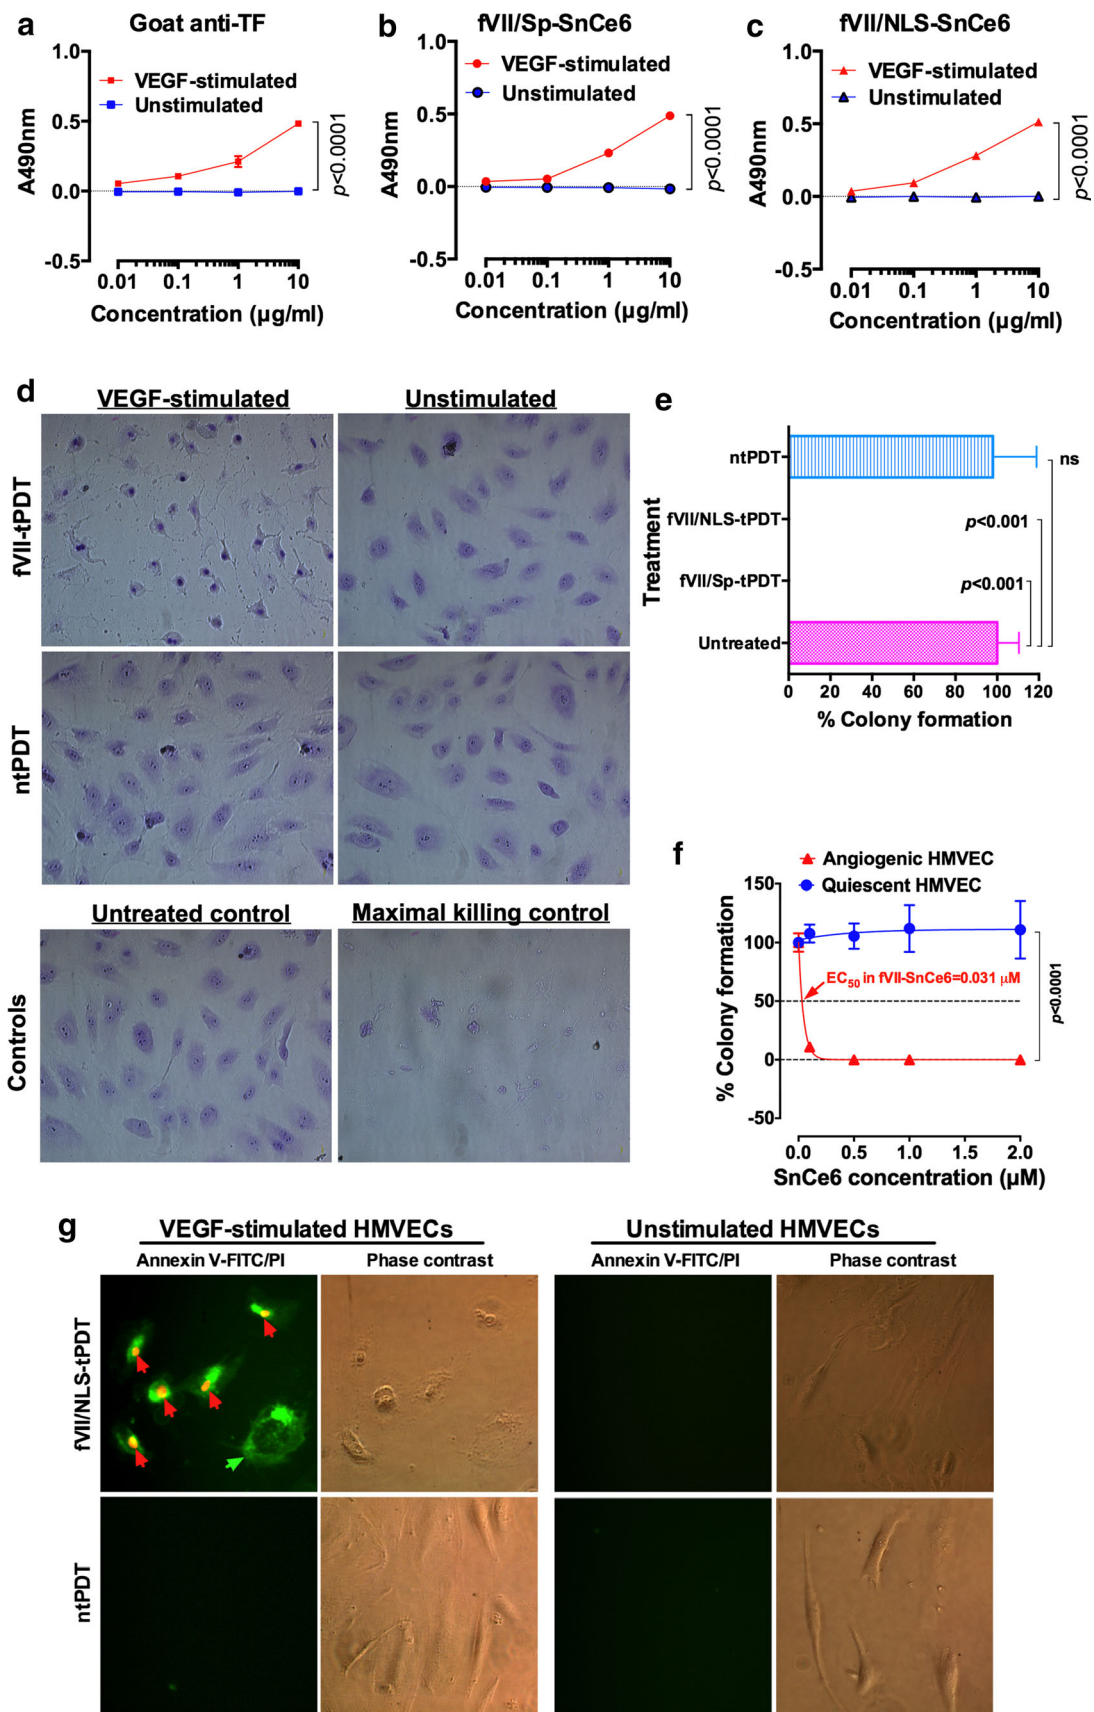 a
Goat anti-TF
1.0
0.5
0.0
-0.5
A490nm
VEGF-stimulated
Unstimulated
p<0.0001
0.01 0.1 1 10
Concentration (µg/ml)
b
fVII/Sp-SnCe6
1.0
0.5
0.0
-0.5
A490nm
VEGF-stimulated
Unstimulated
p<0.0001
0.01 0.1 1 10
Concentration (µg/ml)
c
fVII/NLS-SnCe6
1.0
0.5
0.0
-0.5
A490nm
VEGF-stimulated
Unstimulated
p<0.0001
0.01 0.1 1 10
Concentration (µg/ml)
d
VEGF-stimulated
Unstimulated
fVII-tPDT
ntPDT
Untreated control
Maximal killing control
Controls
e
Treatment
ntPDT
fVII/NLS-tPDT
fVII/Sp-tPDT
Untreated
ns
p<0.001
p<0.001
0 20 40 60 80 100 120
% Colony formation
f
Angiogenic HMVEC
Quiescent HMVEC
% Colony formation
150
100
50
0
-50
EC50 in fVII-SnCe6=0.031 µM
p<0.0001
0.0 0.5 1.0 1.5 2.0
SnCe6 concentration (µM)
g
VEGF-stimulated HMVECs
Unstimulated HMVECs
Annexin V-FITC/PI
Phase contrast
Annexin V-FITC/PI
Phase contrast
fVII/NLS-tPDT
ntPDT